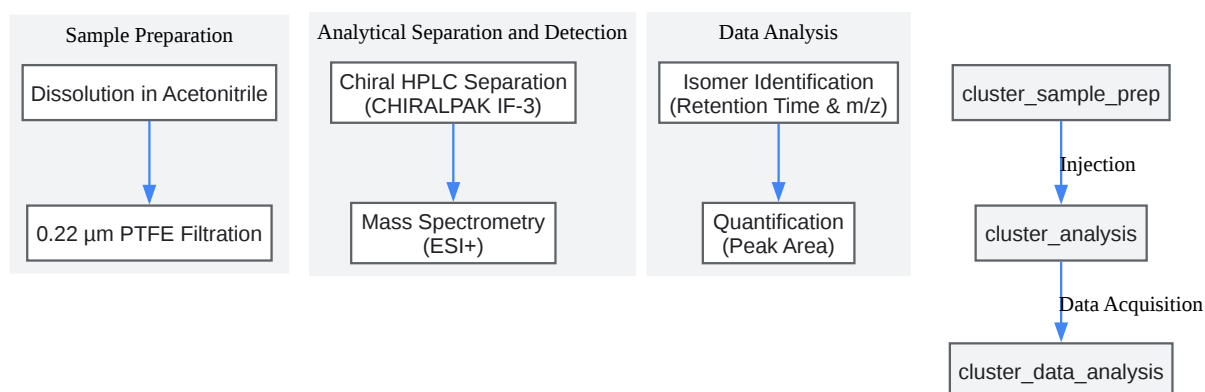 Sample Preparation
Dissolution in Acetonitrile
0.22 µm PTFE Filtration
Analytical Separation and Detection
Chiral HPLC Separation
(CHIRALPAK IF-3)
Mass Spectrometry
(ESI+)
Data Analysis
Isomer Identification
(Retention Time & m/z)
Quantification
(Peak Area)
cluster_sample_prep
Injection
cluster_analysis
Data Acquisition
cluster_data_analysis